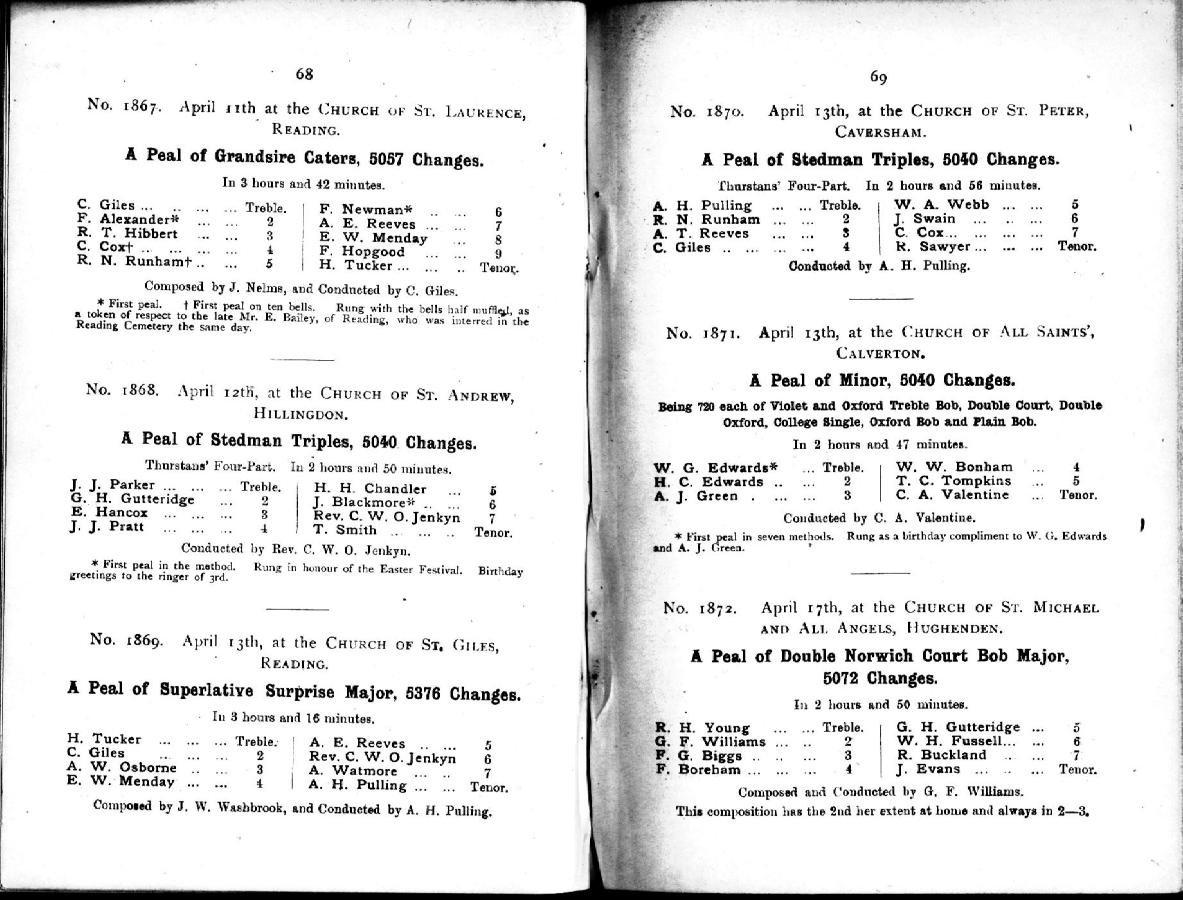 68
No. 1867. April 11th at the CHURCH OF ST. LAURENCE,
READING.
A Peal of Grandsire Caters, 5057 Changes.
In 3 hours and 42 minutes.
C. Giles ... .. ... ... Treble.
F. Alexander* ... ... 2
R. T. Hibbert ... ... 3
C. Cox† ... ... ... ... 4
R. N. Runham† .. ... 5
F. Newman* .. ... 6
A. E. Reeves ... ... 7
E. W. Menday ... 8
F. Hopgood ... ... 9
H. Tucker ... ... .. Tenor.
Composed by J. Nelms, and Conducted by C. Giles.
* First peal. † First peal on ten bells. Rung with the bells half muffled, as
a token of respect to the late Mr. E. Bailey, of Reading, who was interred in the
Reading Cemetery the same day.
No. 1868. April 12th, at the CHURCH OF ST. ANDREW,
HILLINGDON.
A Peal of Stedman Triples, 5040 Changes.
Thurstans' Four-Part. In 2 hours and 50 minutes.
J. J. Parker ... ... ... Treble.
G. H. Gutteridge ... 2
E. Hancox ... ... ... 3
J. J. Pratt ... ... ... 4
H. H. Chandler ... 5
J. Blackmore* .. ... 6
Rev. C. W. O. Jenkyn 7
T. Smith ... ... .. Tenor.
Conducted by Rev. C. W. O. Jenkyn.
* First peal in the method. Rung in honour of the Easter Festival. Birthday
greetings to the ringer of 3rd.
No. 1869. April 13th, at the CHURCH OF ST. GILES,
READING.
A Peal of Superlative Surprise Major, 5376 Changes.
In 3 hours and 16 minutes.
H. Tucker ... ... ... Treble.
C. Giles ... ... ... 2
A. W. Osborne .. ... 3
E. W. Menday ... ... 4
A. E. Reeves .. ... 5
Rev. C. W. O. Jenkyn 6
A. Watmore ... .. 7
A. H. Pulling ... ... Tenor.
Composed by J. W. Washbrook, and Conducted by A. H. Pulling.
69
No. 1870. April 13th, at the CHURCH OF ST. PETER,
CAVERSHAM.
A Peal of Stedman Triples, 5040 Changes.
Thurstans' Four-Part. In 2 hours and 56 minutes.
A. H. Pulling ... ... Treble.
R. N. Runham ... ... 2
A. T. Reeves ... ... 3
C. Giles .. ... ... ... 4
W. A. Webb ... ... 5
J. Swain ... ... ... 6
C. Cox... ... ... ... 7
R. Sawyer ... ... ... Tenor.
Conducted by A. H. Pulling.
No. 1871. April 13th, at the CHURCH OF ALL SAINTS',
CALVERTON.
A Peal of Minor, 5040 Changes.
Being 720 each of Violet and Oxford Treble Bob, Double Court, Double
Oxford, College Single, Oxford Bob and Plain Bob.
In 2 hours and 47 minutes.
W. G. Edwards* ... Treble.
H. C. Edwards .. ... 2
A. J. Green . ... ... 3
W. W. Bonham ... 4
T. C. Tompkins ... 5
C. A. Valentine ... Tenor.
Conducted by C. A. Valentine.
* First peal in seven methods. Rung as a birthday compliment to W. G. Edwards
and A. J. Green.
No. 1872. April 17th, at the CHURCH OF ST. MICHAEL
AND ALL ANGELS, HUGHENDEN.
A Peal of Double Norwich Court Bob Major,
5072 Changes.
In 2 hours and 50 minutes.
R. H. Young ... ... Treble.
G. F. Williams ... .. 2
F. G. Biggs .. .. ... 3
F. Boreham ... ... ... 4
G. H. Gutteridge ... 5
W. H. Fussell... ... 6
R. Buckland .. ... 7
J. Evans ... .. ... Tenor.
Composed and Conducted by G. F. Williams.
This composition has the 2nd her extent at home and always in 2—3.